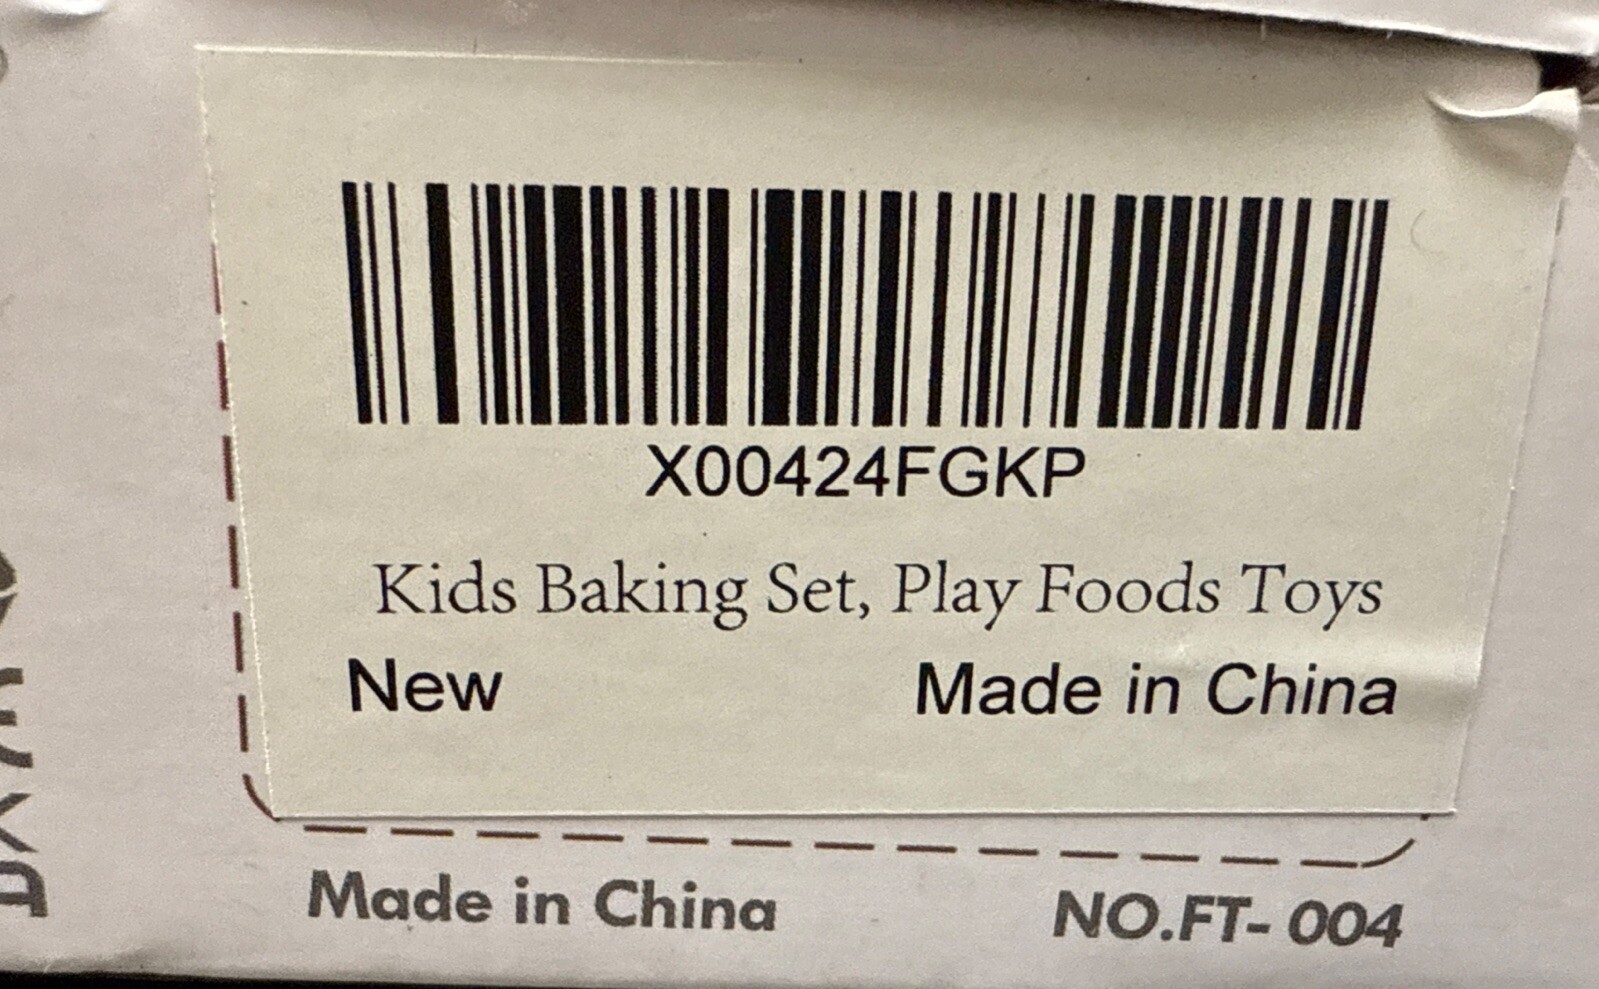 X00424FGKP
Kids Baking Set, Play Foods Toys
New Made in China
Made in China NO.FT- 004